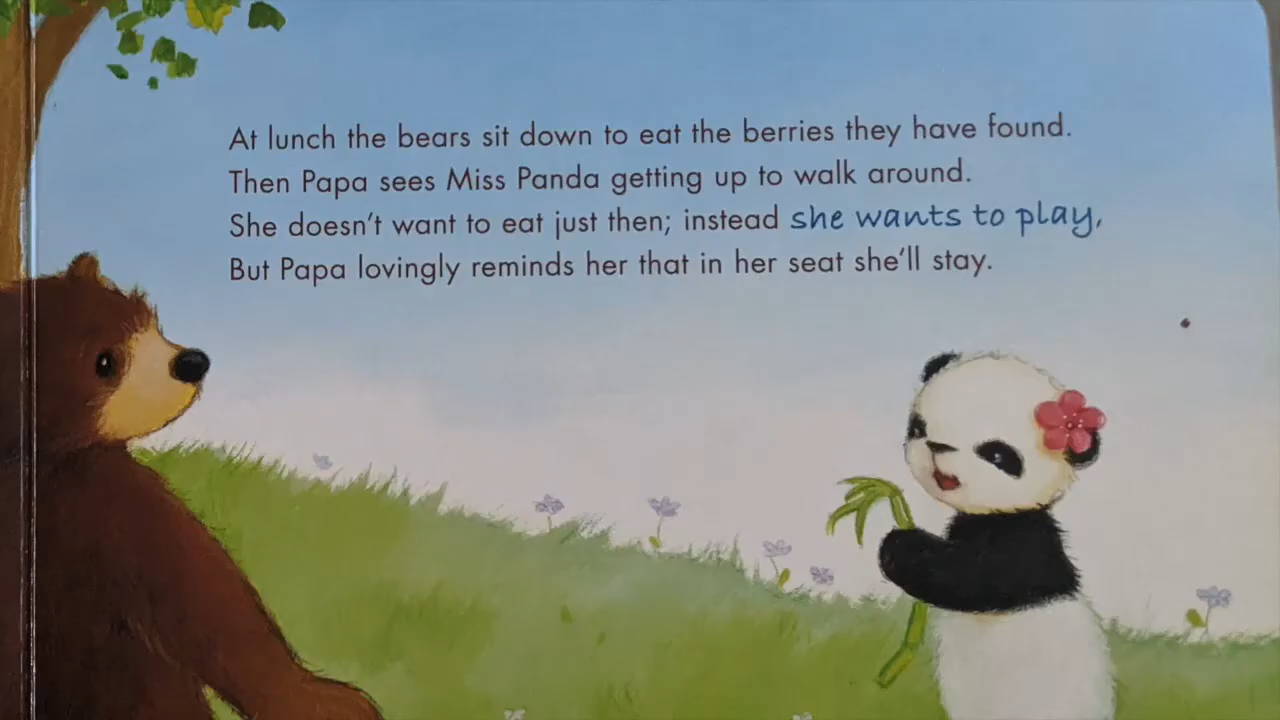 At lunch the bears sit down to eat the berries they have found.
Then Papa sees Miss Panda getting up to walk around.
She doesn't want to eat just then; instead she wants to play,
But Papa lovingly reminds her that in her seat she'll stay.